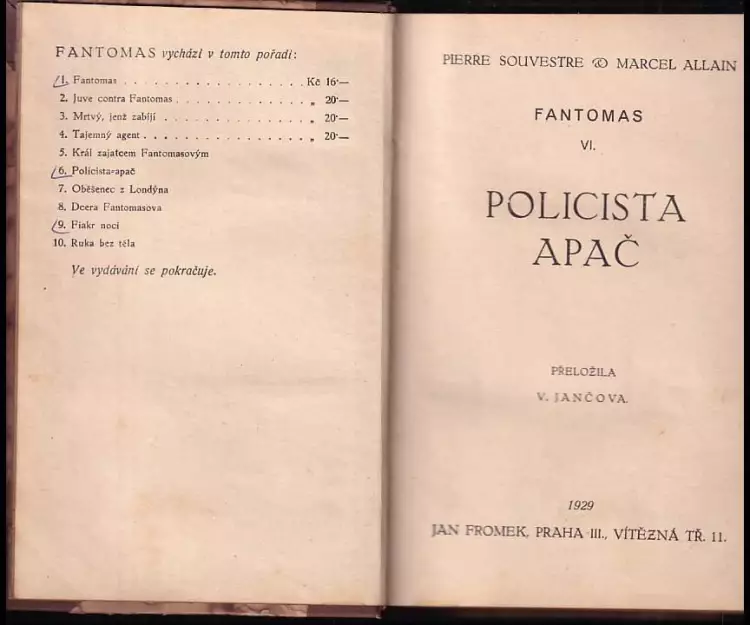 FANTOMAS vychází v tomto pořadí:
1. Fantomas . . . . . . . . . . . . . . . . . . Kč 16·—
2. Juve contra Fantomas . . . . . . . . . . . . . „ 20·—
3. Mrtvý, jenž zabíjí . . . . . . . . . . . . . . „ 20·—
4. Tajemný agent . . . . . . . . . . . . . . . . „ 20·—
5. Král zajatcem Fantomasovým
6. Policista-apač
7. Oběšenec z Londýna
8. Dcera Fantomasova
9. Fiakr noci
10. Ruka bez těla
Ve vydávání se pokračuje.
PIERRE SOUVESTRE & MARCEL ALLAIN
FANTOMAS
VI.
POLICISTA
APAČ
PŘELOŽILA
V. JANČOVA.
1929
JAN FROMEK, PRAHA III., VÍTĚZNÁ TŘ. 11.